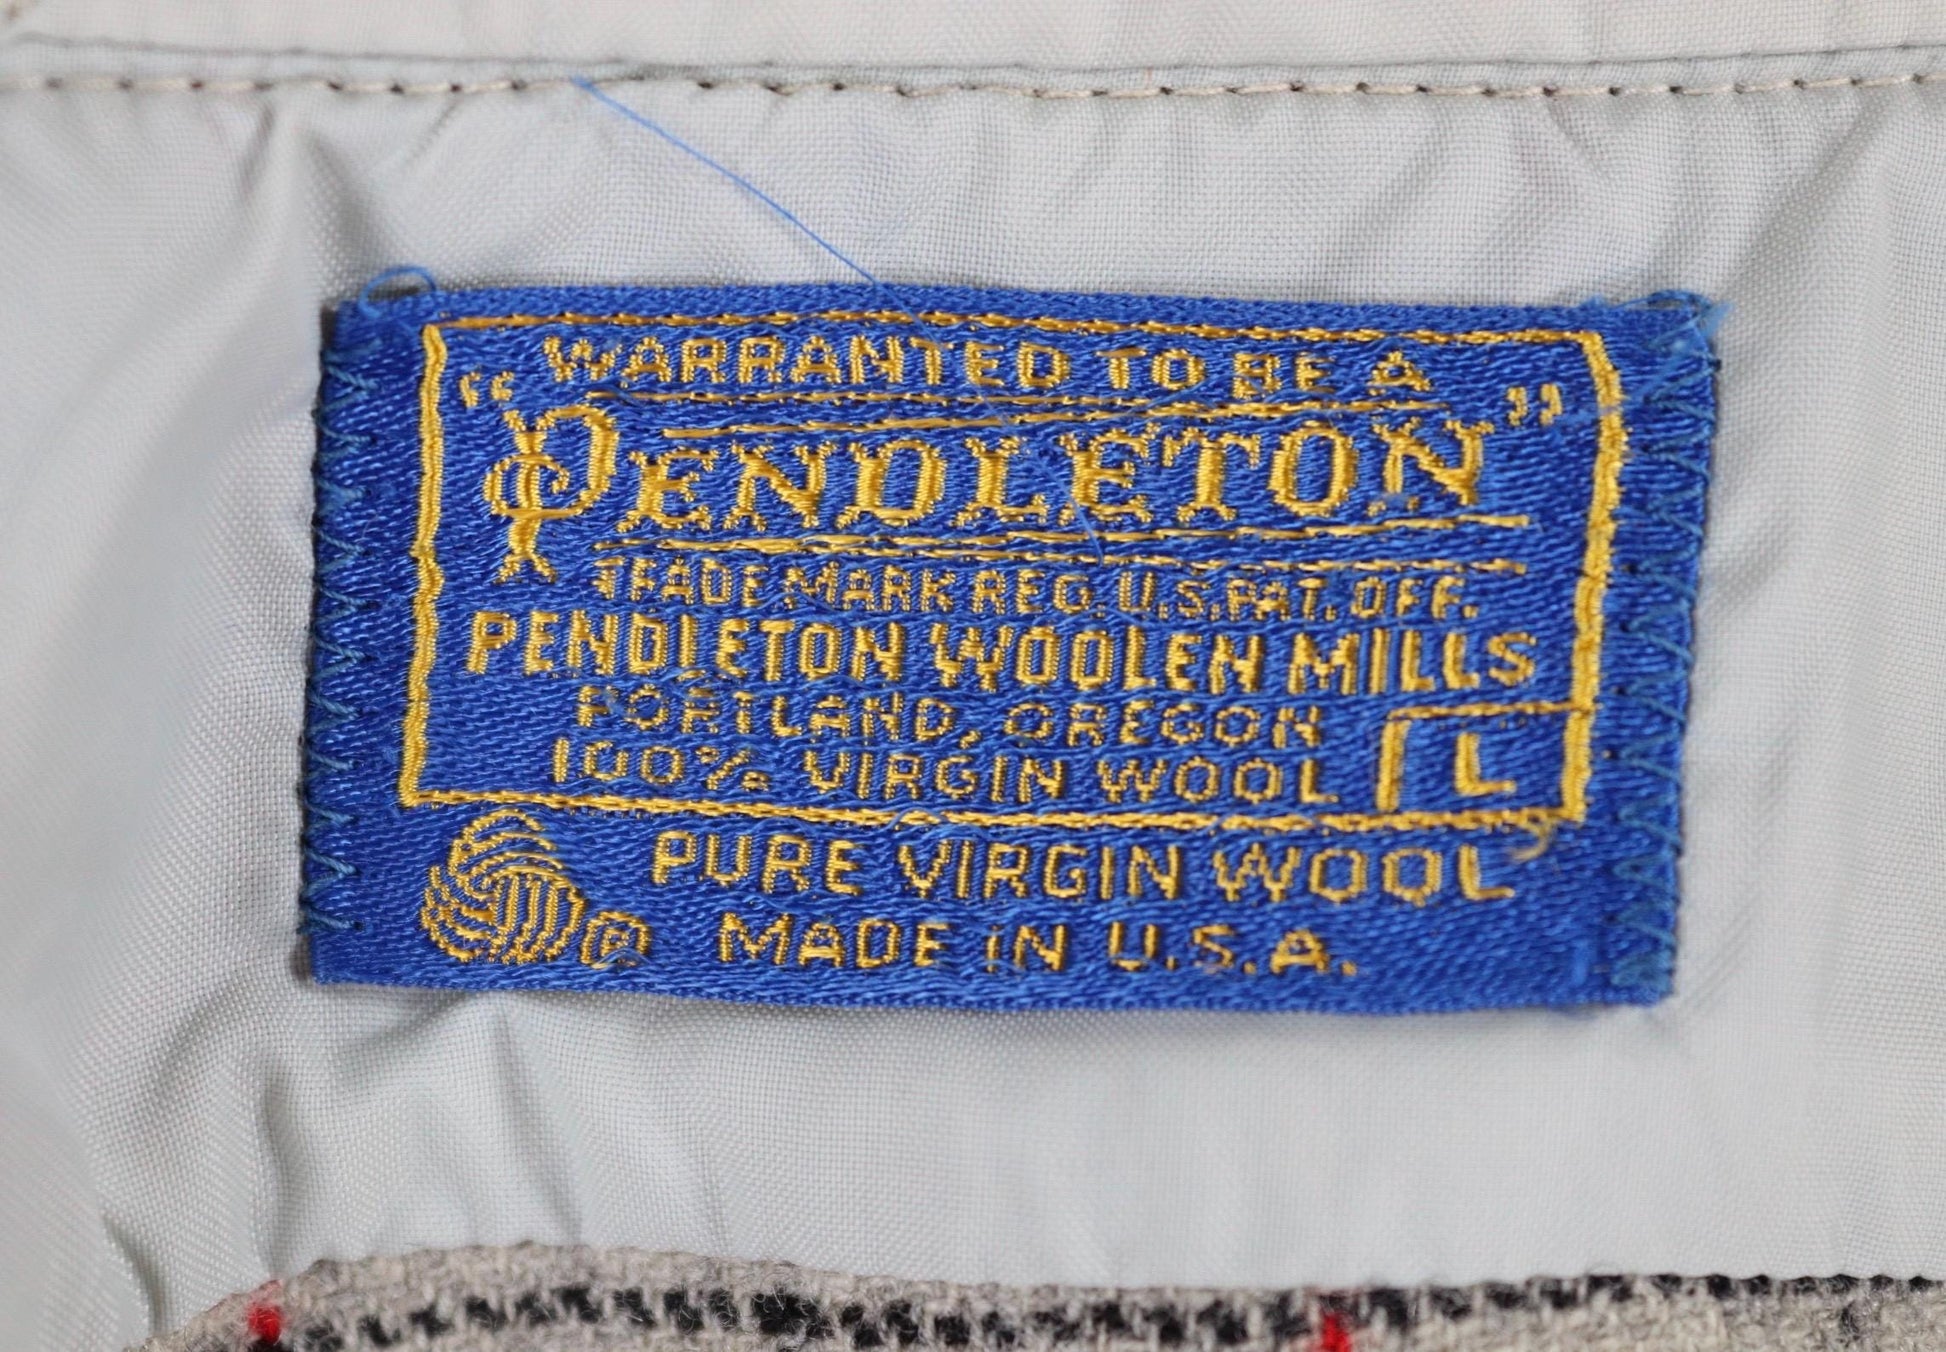 WARRANTED TO BE A
"PENDLETON"
TRADE MARK REG. U.S. PAT. OFF.
PENDLETON WOOLEN MILLS
PORTLAND, OREGON
100% VIRGIN WOOL L
PURE VIRGIN WOOL
® MADE IN U.S.A.